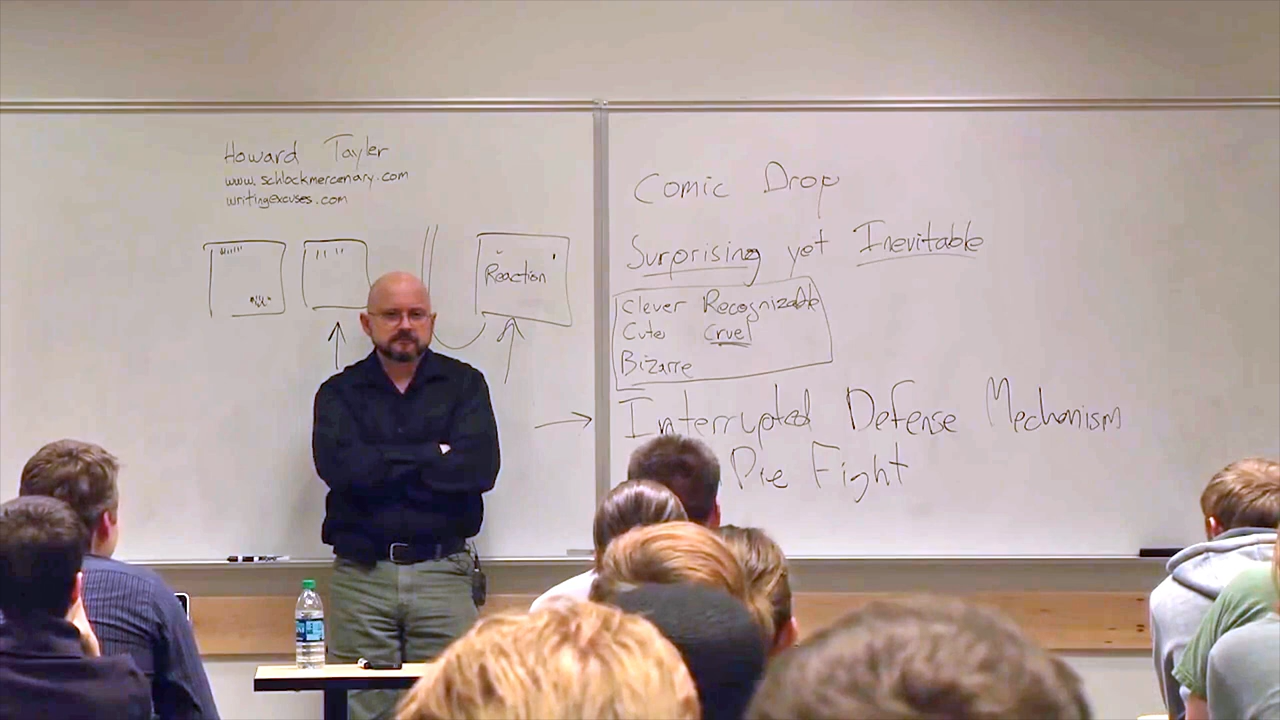 Howard Tayler
www.schlockmercenary.com
writingexcuses.com
Reaction
Comic Drop
Surprising yet Inevitable
Clever Recognizable
Cute Cruel
Bizarre
Interrupted Defense Mechanism
Pie Fight